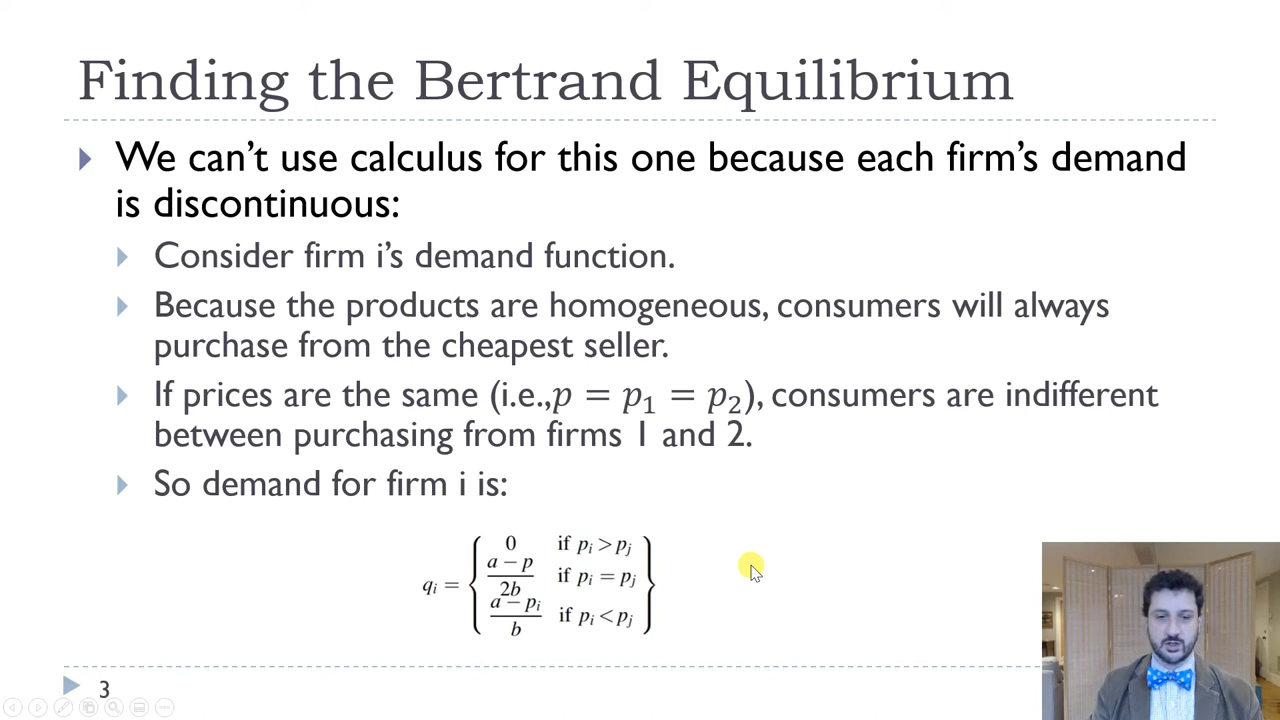 Finding the Bertrand Equilibrium
We can’t use calculus for this one because each firm’s demand
is discontinuous:
Consider firm i’s demand function.
Because the products are homogeneous, consumers will always
purchase from the cheapest seller.
If prices are the same (i.e.,p = p₁ = p₂), consumers are indifferent
between purchasing from firms 1 and 2.
So demand for firm i is:
qᵢ = { 0 if pᵢ > pⱼ
a − p / 2b if pᵢ = pⱼ
a − pᵢ / b if pᵢ < pⱼ }
3